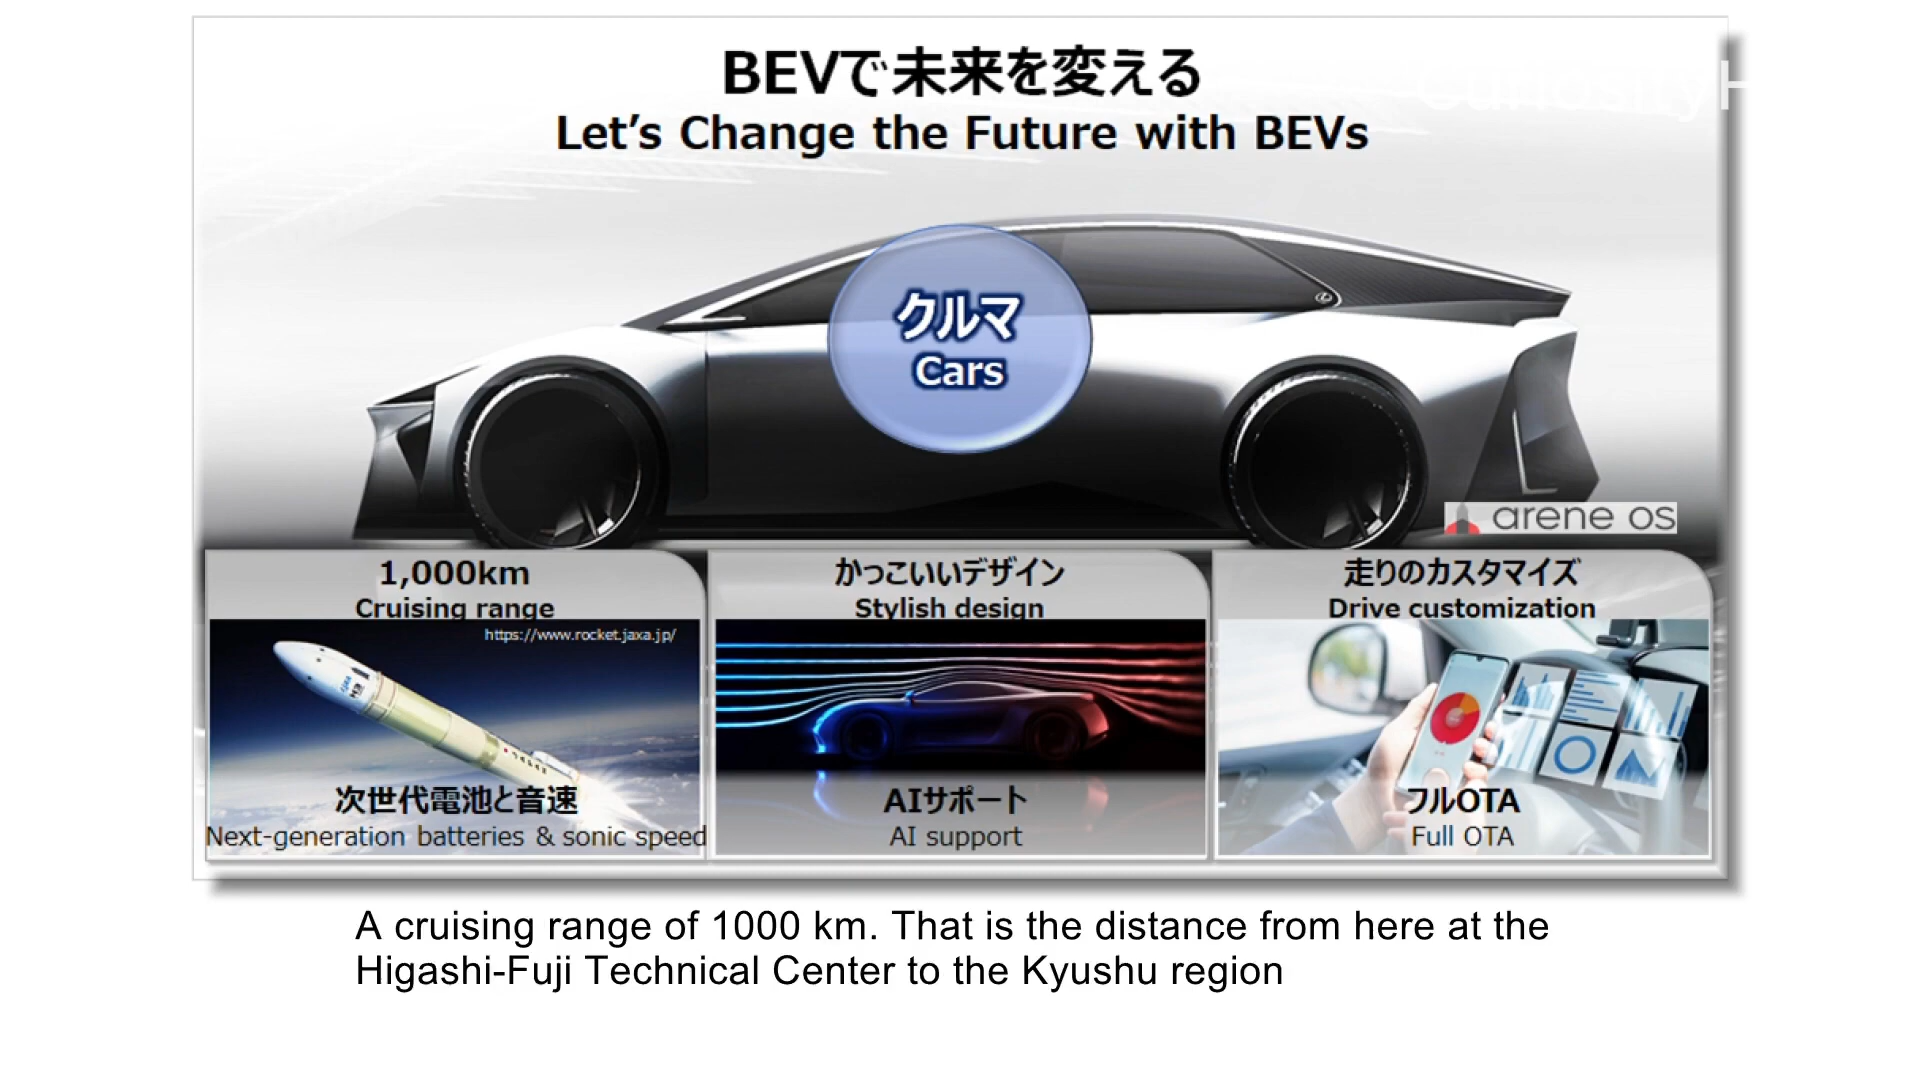 BEVで未来を変える
Let's Change the Future with BEVs
CuriosityH
クルマ
Cars
arene os
1,000km
Cruising range
https://www.rocket.jaxa.jp/
次世代電池と音速
Next-generation batteries & sonic speed
かっこいいデザイン
Stylish design
AIサポート
AI support
走りのカスタマイズ
Drive customization
フルOTA
Full OTA
A cruising range of 1000 km. That is the distance from here at the
Higashi-Fuji Technical Center to the Kyushu region